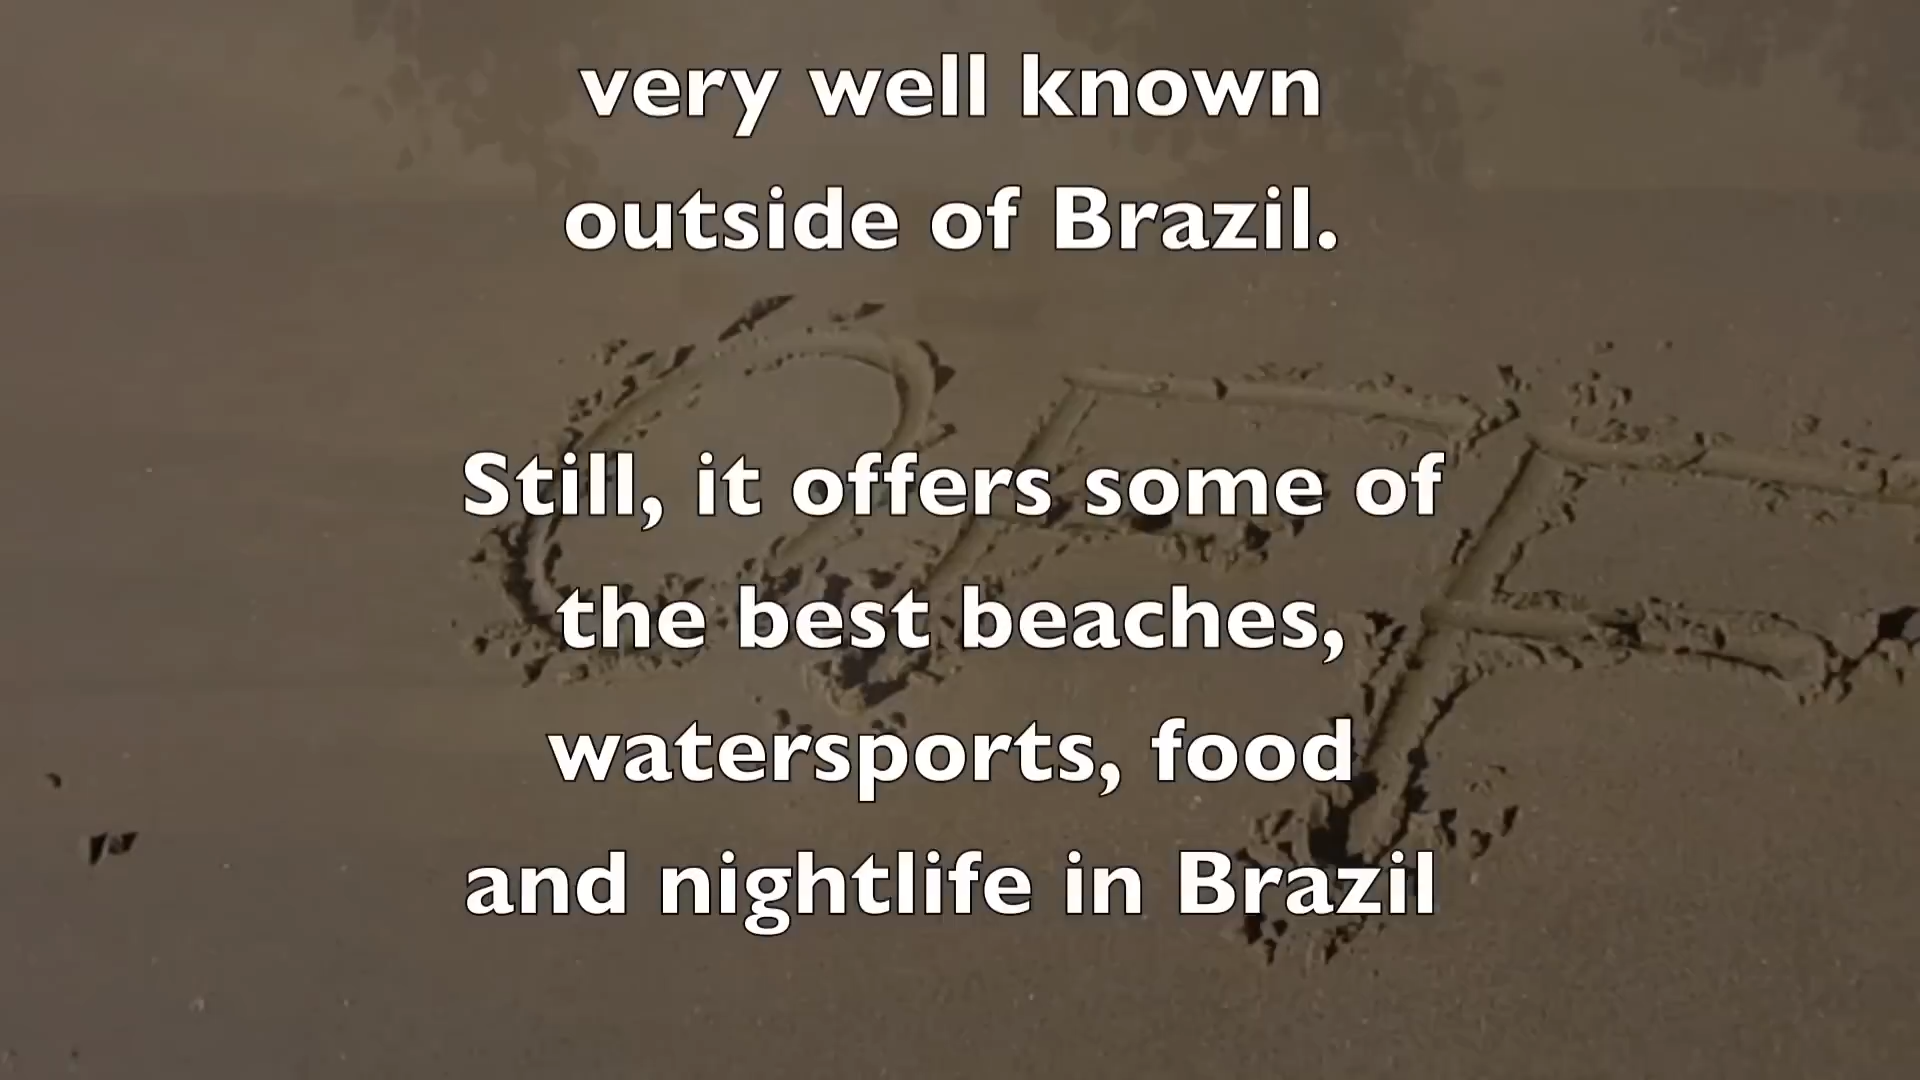 very well known
outside of Brazil.
Still, it offers some of
the best beaches,
watersports, food
and nightlife in Brazil
OFF